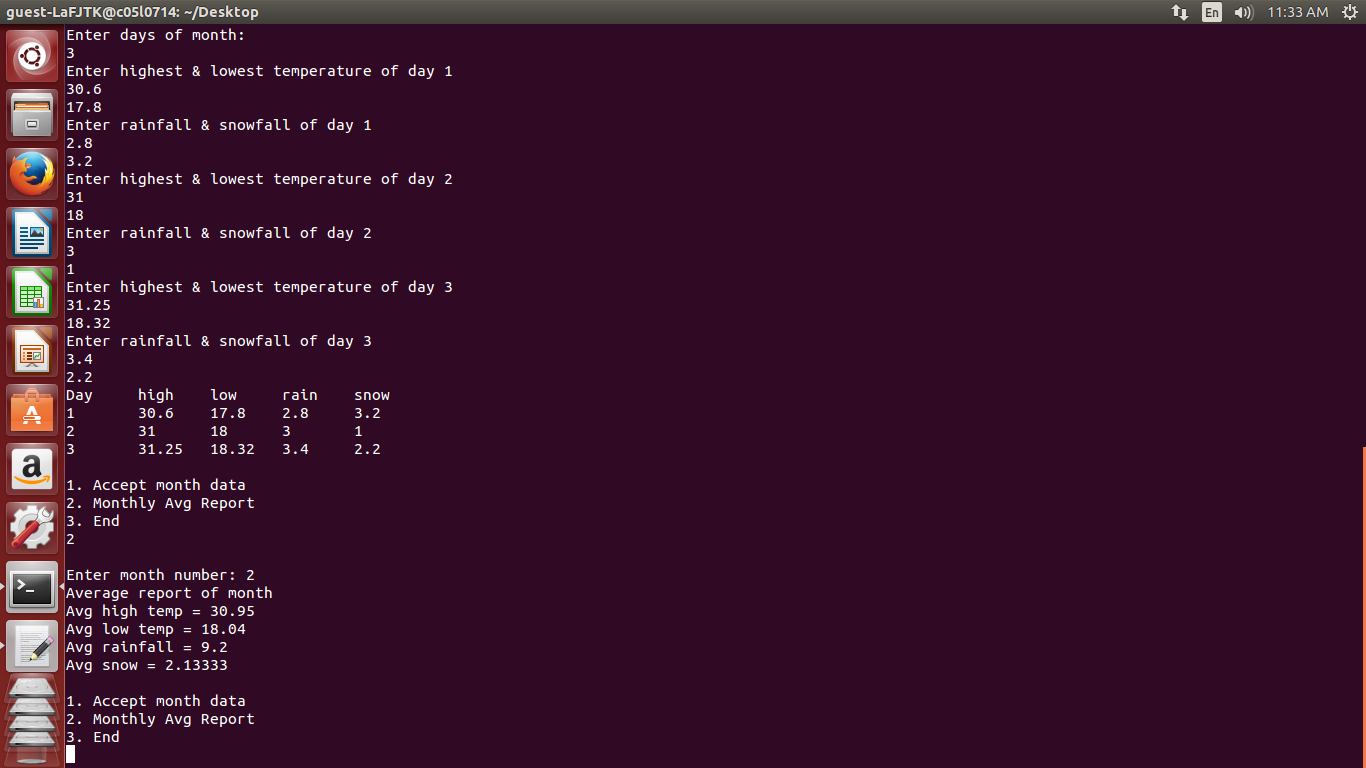 guest-LaFJTK@c05l0714: ~/Desktop En 11:33 AM
Enter days of month:
3
Enter highest & lowest temperature of day 1
30.6
17.8
Enter rainfall & snowfall of day 1
2.8
3.2
Enter highest & lowest temperature of day 2
31
18
Enter rainfall & snowfall of day 2
3
1
Enter highest & lowest temperature of day 3
31.25
18.32
Enter rainfall & snowfall of day 3
3.4
2.2
Day high low rain snow
1 30.6 17.8 2.8 3.2
2 31 18 3 1
3 31.25 18.32 3.4 2.2
1. Accept month data
2. Monthly Avg Report
3. End
2
Enter month number: 2
Average report of month
Avg high temp = 30.95
Avg low temp = 18.04
Avg rainfall = 9.2
Avg snow = 2.13333
1. Accept month data
2. Monthly Avg Report
3. End